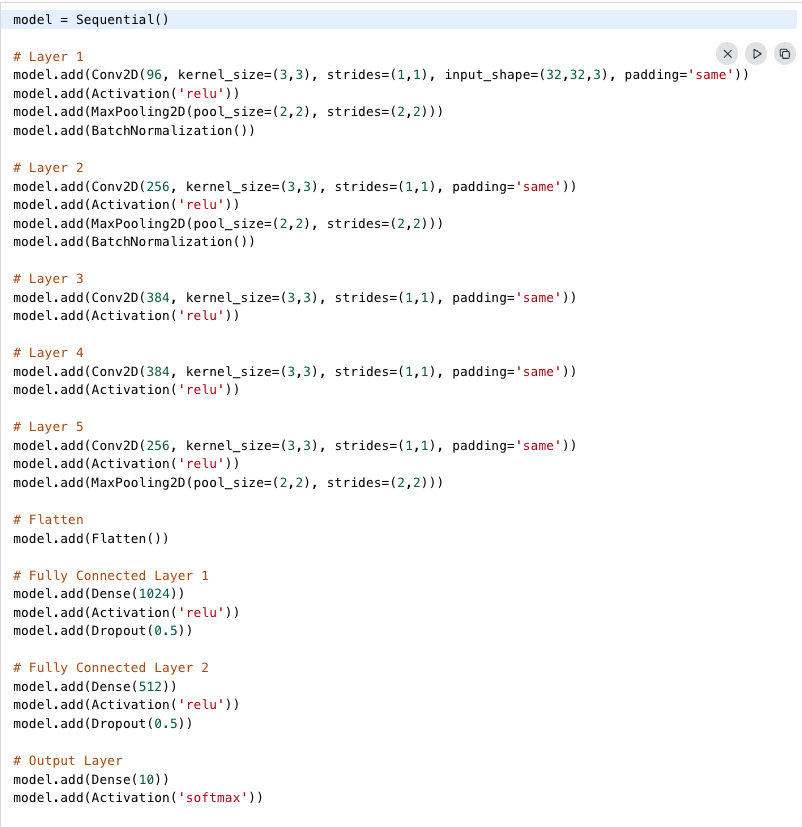 model = Sequential()
# Layer 1
model.add(Conv2D(96, kernel_size=(3,3), strides=(1,1), input_shape=(32,32,3), padding='same'))
model.add(Activation('relu'))
model.add(MaxPooling2D(pool_size=(2,2), strides=(2,2)))
model.add(BatchNormalization())
# Layer 2
model.add(Conv2D(256, kernel_size=(3,3), strides=(1,1), padding='same'))
model.add(Activation('relu'))
model.add(MaxPooling2D(pool_size=(2,2), strides=(2,2)))
model.add(BatchNormalization())
# Layer 3
model.add(Conv2D(384, kernel_size=(3,3), strides=(1,1), padding='same'))
model.add(Activation('relu'))
# Layer 4
model.add(Conv2D(384, kernel_size=(3,3), strides=(1,1), padding='same'))
model.add(Activation('relu'))
# Layer 5
model.add(Conv2D(256, kernel_size=(3,3), strides=(1,1), padding='same'))
model.add(Activation('relu'))
model.add(MaxPooling2D(pool_size=(2,2), strides=(2,2)))
# Flatten
model.add(Flatten())
# Fully Connected Layer 1
model.add(Dense(1024))
model.add(Activation('relu'))
model.add(Dropout(0.5))
# Fully Connected Layer 2
model.add(Dense(512))
model.add(Activation('relu'))
model.add(Dropout(0.5))
# Output Layer
model.add(Dense(10))
model.add(Activation('softmax'))